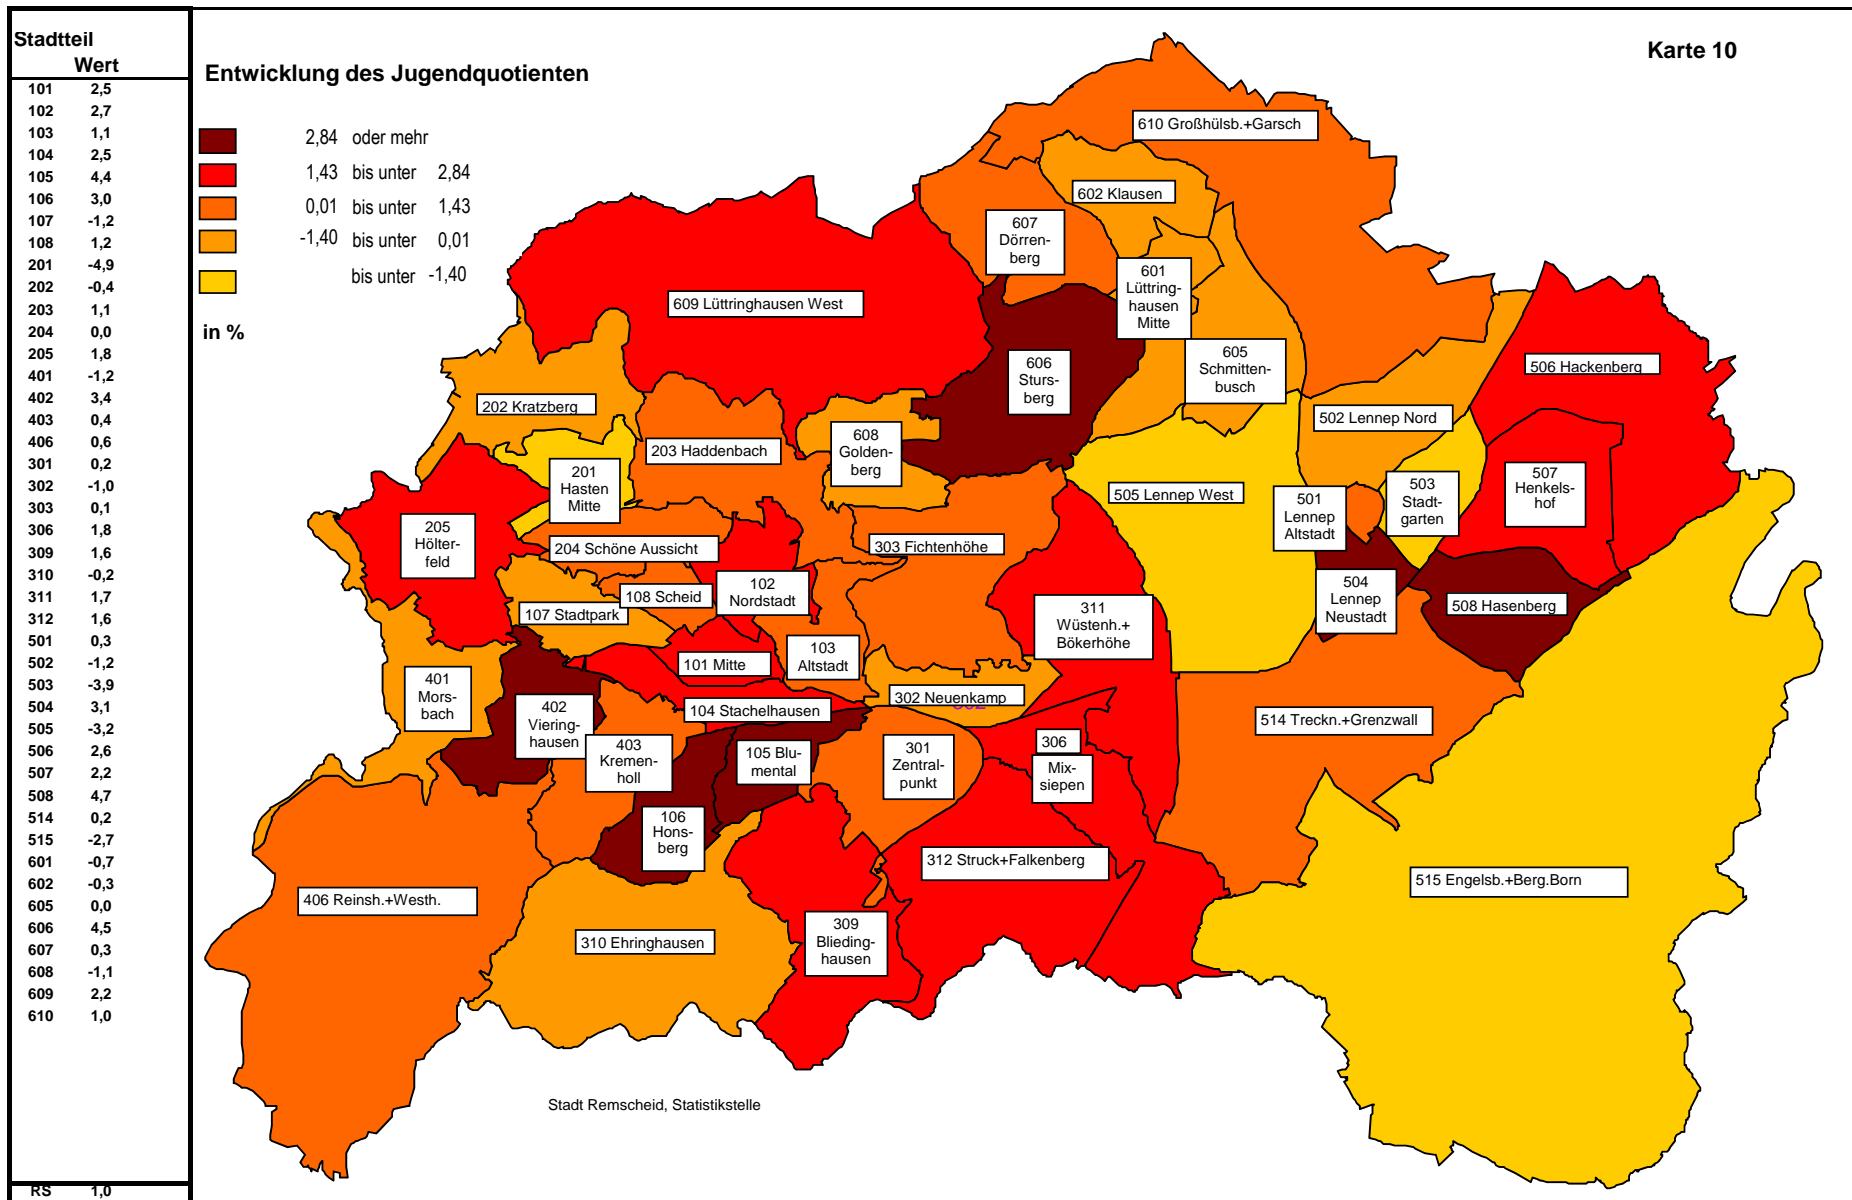 Stadtteil
Wert
101 2,5
102 2,7
103 1,1
104 2,5
105 4,4
106 3,0
107 -1,2
108 1,2
201 -4,9
202 -0,4
203 1,1
204 0,0
205 1,8
401 -1,2
402 3,4
403 0,4
406 0,6
301 0,2
302 -1,0
303 0,1
306 1,8
309 1,6
310 -0,2
311 1,7
312 1,6
501 0,3
502 -1,2
503 -3,9
504 3,1
505 -3,2
506 2,6
507 2,2
508 4,7
514 0,2
515 -2,7
601 -0,7
602 -0,3
605 0,0
606 4,5
607 0,3
608 -1,1
609 2,2
610 1,0
RS 1,0
Entwicklung des Jugendquotienten
Karte 10
2,84 oder mehr
1,43 bis unter 2,84
0,01 bis unter 1,43
-1,40 bis unter 0,01
bis unter -1,40
in %
610 Großhülsb.+Garsch
602 Klausen
607
Dörren-
berg
601
Lüttring-
hausen
Mitte
609 Lüttringhausen West
606
Sturs-
berg
605
Schmitten-
busch
506 Hackenberg
202 Kratzberg
502 Lennep Nord
203 Haddenbach
608
Golden-
berg
201
Hasten
Mitte
505 Lennep West
501
Lennep
Altstadt
503
Stadt-
garten
507
Henkels-
hof
205
Hölter-
feld
204 Schöne Aussicht
303 Fichtenhöhe
102
Nordstadt
108 Scheid
107 Stadtpark
504
Lennep
Neustadt
508 Hasenberg
311
Wüstenh.+
Bökerhöhe
103
Altstadt
101 Mitte
401
Mors-
bach
302 Neuenkamp
402
Viering-
hausen
104 Stachelhausen
514 Treckn.+Grenzwall
403
Kremen-
holl
105 Blu-
mental
301
Zentral-
punkt
306
Mix-
siepen
106
Hons-
berg
312 Struck+Falkenberg
515 Engelsb.+Berg.Born
406 Reinsh.+Westh.
310 Ehringhausen
309
Blieding-
hausen
Stadt Remscheid, Statistikstelle